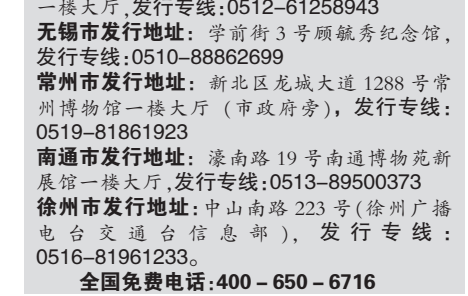 一楼大厅,发行专线:0512-61258943
无锡市发行地址：学前街3号顾毓秀纪念馆,
发行专线:0510-88862699
常州市发行地址：新北区龙城大道1288号常
州博物馆一楼大厅（市政府旁），发行专线:
0519-81861923
南通市发行地址：濠南路19号南通博物苑新
展馆一楼大厅,发行专线:0513-89500373
徐州市发行地址:中山南路223号(徐州广播
电台交通台信息部)，发行专线:
0516-81961233。
全国免费电话:400－650－6716